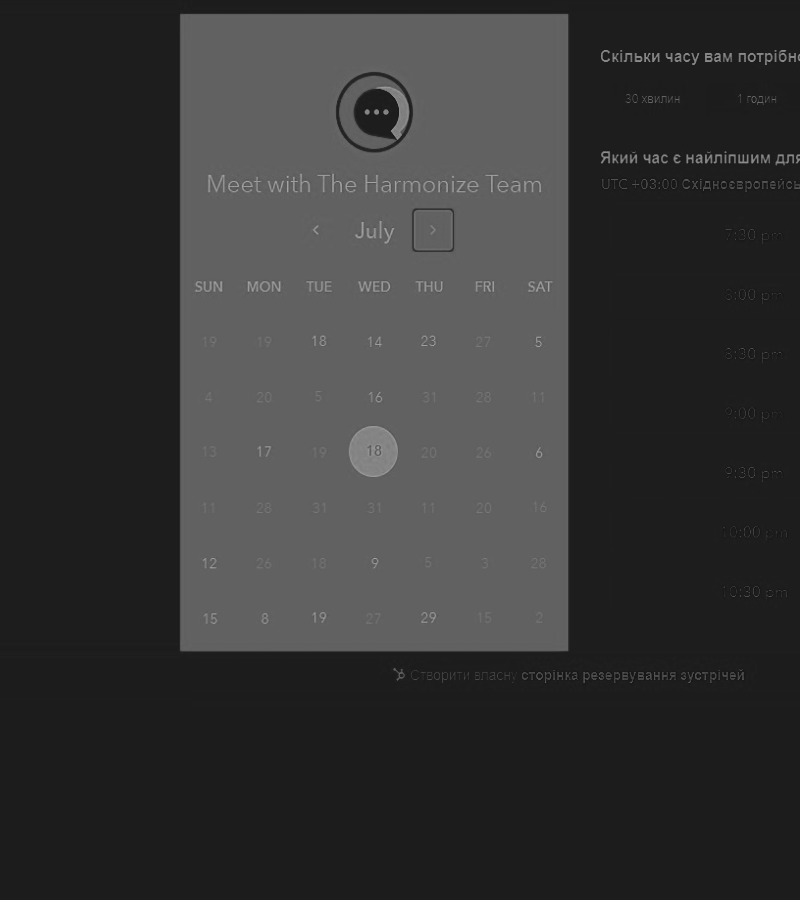 Meet with The Harmonize Team
July
SUN MON TUE WED THU FRI SAT
19 19 18 14 23 27 5
4 20 5 16 31 28 11
13 17 19 18 20 26 6
11 28 31 31 11 20 16
12 26 18 9 5 3 28
15 8 19 27 29 15 2
Скільки часу вам потрібно
30 хвилин 1 годин
Який час є найліпшим для
UTC +03:00
7:30 pm
8:00 pm
8:30 pm
9:00 pm
9:30 pm
10:00 pm
10:30 pm
Створити власну сторінка резервування зустрічей